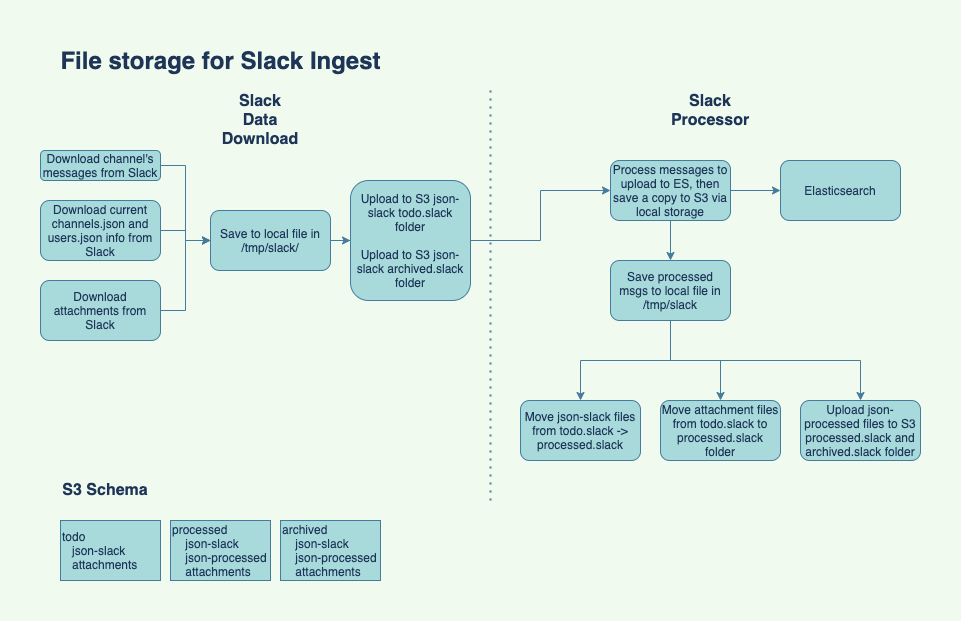 File storage for Slack Ingest
Slack
Data
Download
Download channel's
messages from Slack
Download current
channels.json and
users.json info from
Slack
Download
attachments from
Slack
Save to local file in
/tmp/slack/
Upload to S3 json-
slack todo.slack
folder
Upload to S3 json-
slack archived.slack
folder
Slack
Processor
Process messages to
upload to ES, then
save a copy to S3 via
local storage
Elasticsearch
Save processed
msgs to local file in
/tmp/slack
Move json-slack files
from todo.slack ->
processed.slack
Move attachment files
from todo.slack to
processed.slack
folder
Upload json-
processed files to S3
processed.slack and
archived.slack folder
S3 Schema
todo
json-slack
attachments
processed
json-slack
json-processed
attachments
archived
json-slack
json-processed
attachments